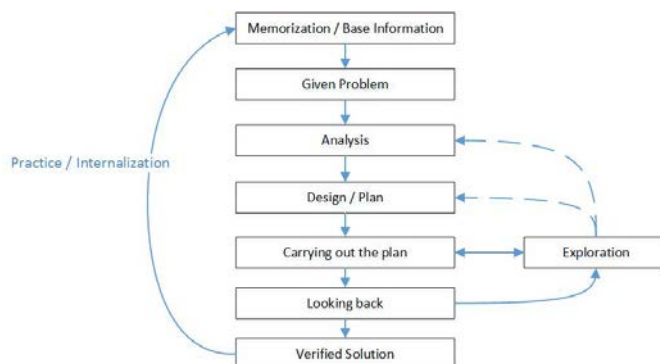 Memorization / Base Information
Given Problem
Analysis
Practice / Internalization
Design / Plan
Carrying out the plan
Exploration
Looking back
Verified Solution